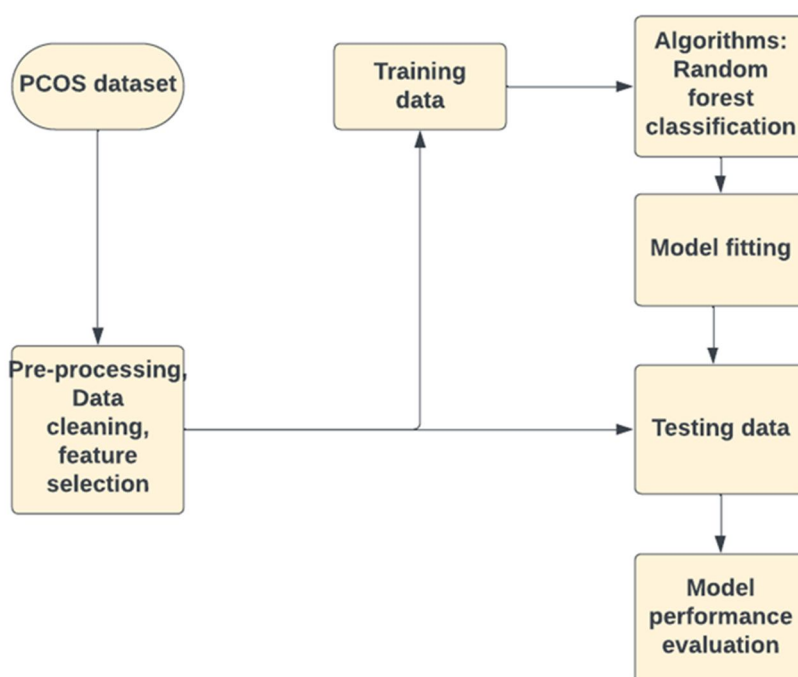 PCOS dataset
Training
data
Algorithms:
Random
forest
classification
Model fitting
Pre-processing,
Data
cleaning,
feature
selection
Testing data
Model
performance
evaluation